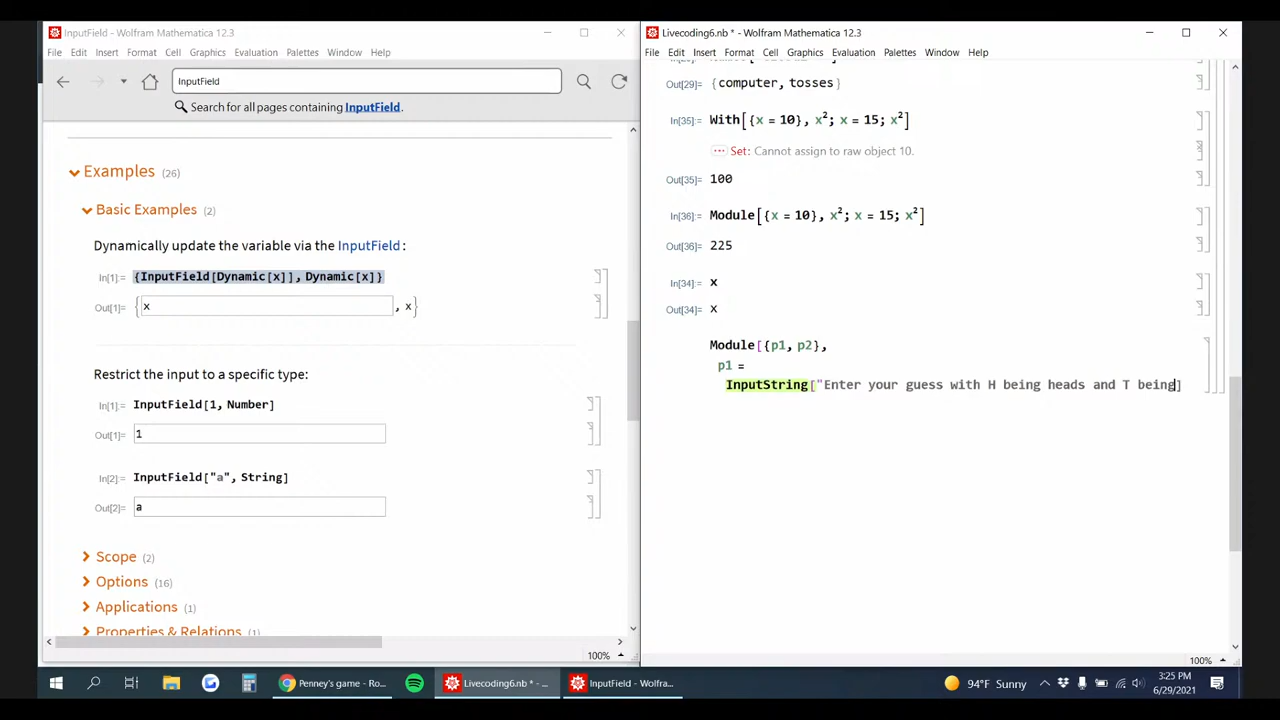 InputField - Wolfram Mathematica 12.3
File Edit Insert Format Cell Graphics Evaluation Palettes Window Help
InputField
Search for all pages containing InputField.
Examples (26)
Basic Examples (2)
Dynamically update the variable via the InputField:
In[1]:= {InputField[Dynamic[x]], Dynamic[x]}
Out[1]= {x, x}
Restrict the input to a specific type:
In[1]:= InputField[1, Number]
Out[1]= 1
In[2]:= InputField["a", String]
Out[2]= a
Scope (2)
Options (16)
Applications (1)
Properties & Relations (1)
100%
Livecoding6.nb * - Wolfram Mathematica 12.3
File Edit Insert Format Cell Graphics Evaluation Palettes Window Help
Out[29]= {computer, tosses}
In[35]:= With[{x = 10}, x²; x = 15; x²]
Set: Cannot assign to raw object 10.
Out[35]= 100
In[36]:= Module[{x = 10}, x²; x = 15; x²]
Out[36]= 225
In[34]:= x
Out[34]= x
Module[{p1, p2},
p1 =
InputString["Enter your guess with H being heads and T being]
100%
Penney's game - Ro... Livecoding6.nb * - ... InputField - Wolfra... 94°F Sunny 3:25 PM
6/29/2021